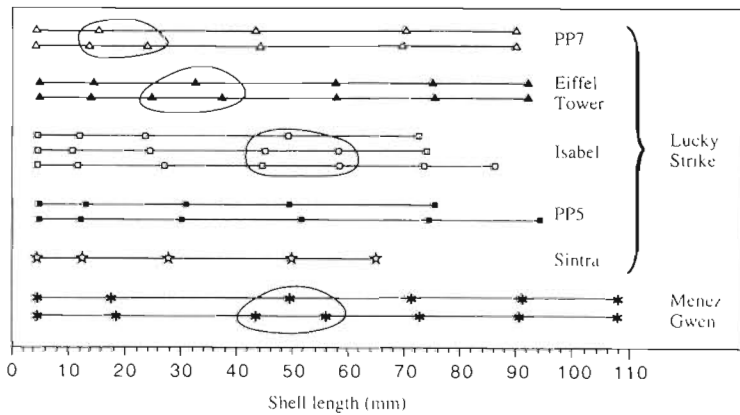 PP7
Eiffel
Tower
Isabel
Lucky
Strike
PP5
Sintra
Menez
Gwen
0 10 20 30 40 50 60 70 80 90 100 110
Shell length (mm)